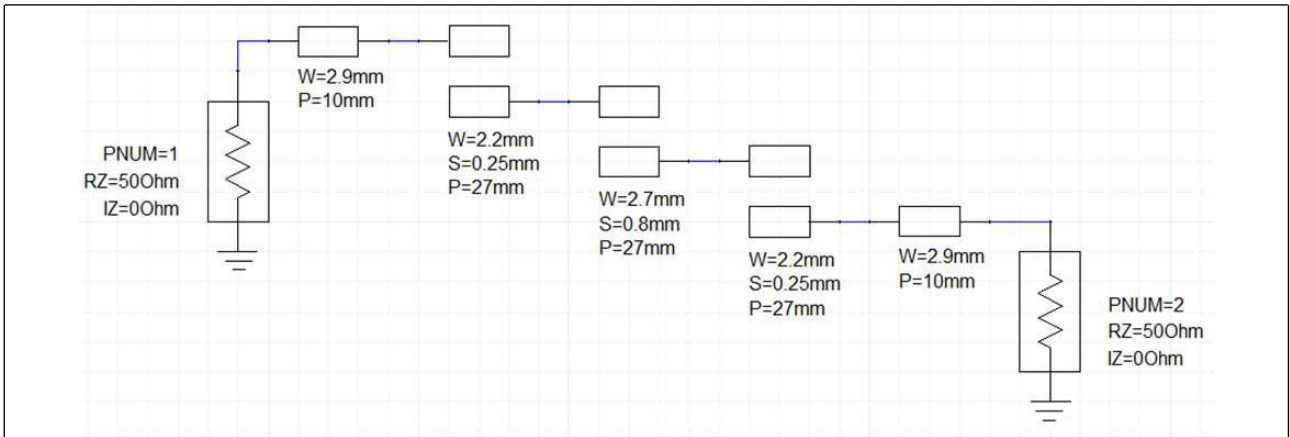 W=2.9mm
P=10mm
PNUM=1
RZ=50Ohm
IZ=0Ohm
W=2.2mm
S=0.25mm
P=27mm
W=2.7mm
S=0.8mm
P=27mm
W=2.2mm
S=0.25mm
P=27mm
W=2.9mm
P=10mm
PNUM=2
RZ=50Ohm
IZ=0Ohm